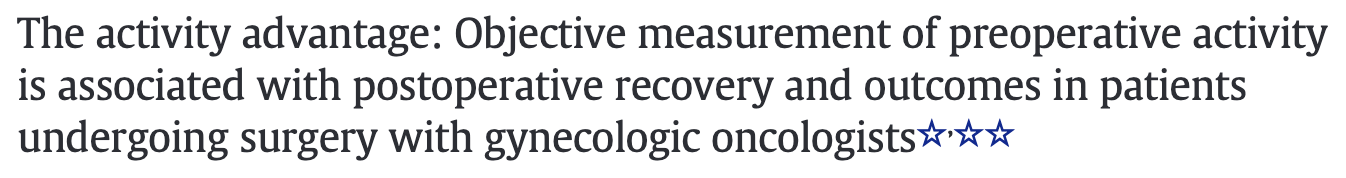 The activity advantage: Objective measurement of preoperative activity
is associated with postoperative recovery and outcomes in patients
undergoing surgery with gynecologic oncologists☆,☆☆